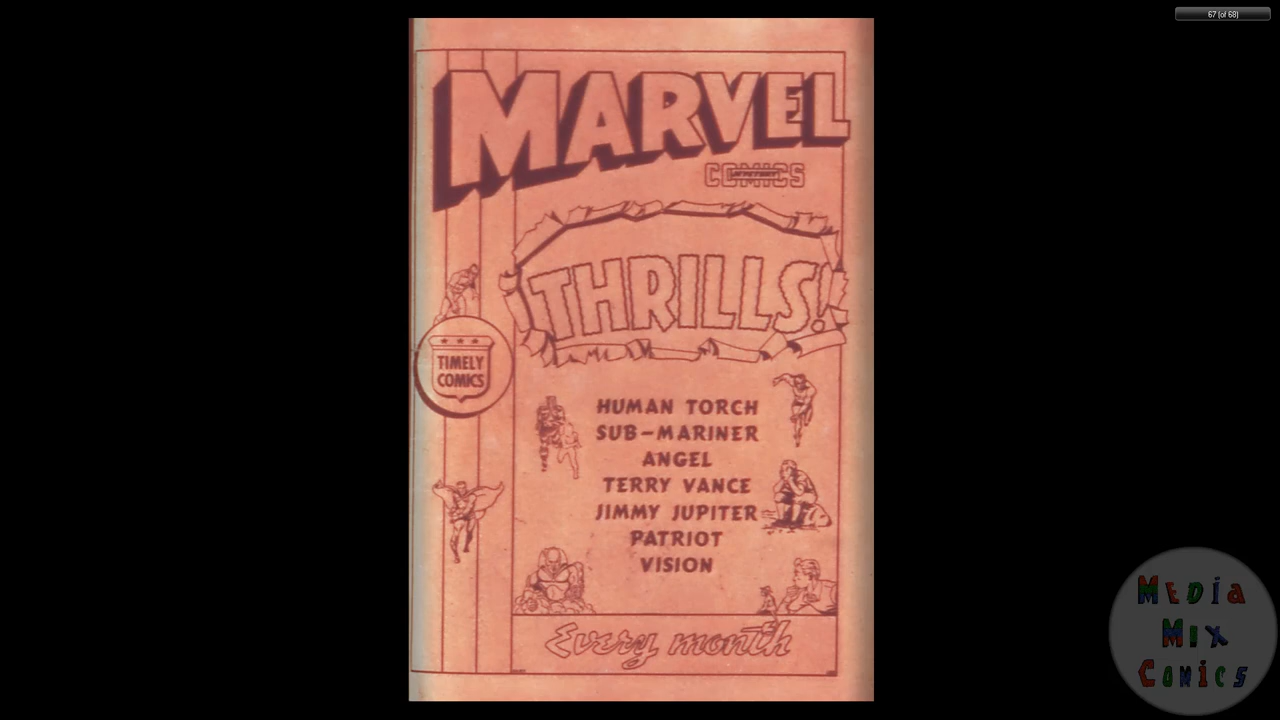 67 (of 68)
MARVEL
MYSTERY
COMICS
THRILLS!
TIMELY
COMICS
HUMAN TORCH
SUB-MARINER
ANGEL
TERRY VANCE
JIMMY JUPITER
PATRIOT
VISION
Every month
MEDiA
MiX
COMiCS